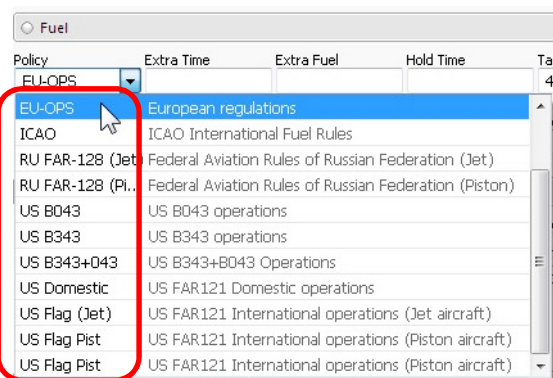 Fuel
Policy Extra Time Extra Fuel Hold Time Ta
EU-OPS 4
EU-OPS European regulations
ICAO ICAO International Fuel Rules
RU FAR-128 (Jet) Federal Aviation Rules of Russian Federation (Jet)
RU FAR-128 (Pi... Federal Aviation Rules of Russian Federation (Piston)
US B043 US B043 operations
US B343 US B343 operations
US B343+043 US B343+B043 Operations
US Domestic US FAR121 Domestic operations
US Flag (Jet) US FAR121 International operations (Jet aircraft)
US Flag Pist US FAR121 International operations (Piston aircraft)
US Flag Pist US FAR121 International operations (Piston aircraft)